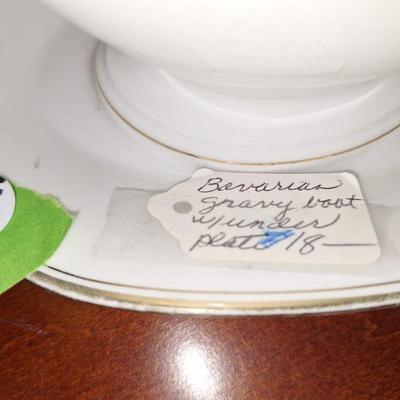 Bavarian
gravy boat
w/under
plate $18—